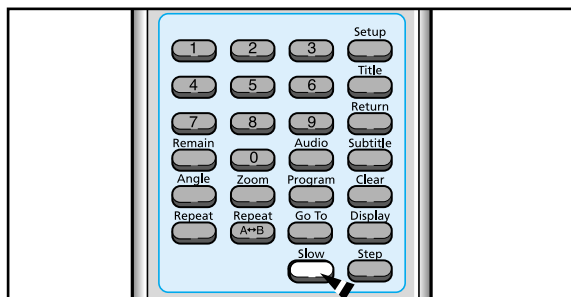 Setup
1 2 3
Title
4 5 6
Return
7 8 9
Remain Audio Subtitle
0
Angle Zoom Program Clear
Repeat Repeat Go To Display
A↔B
Slow Step